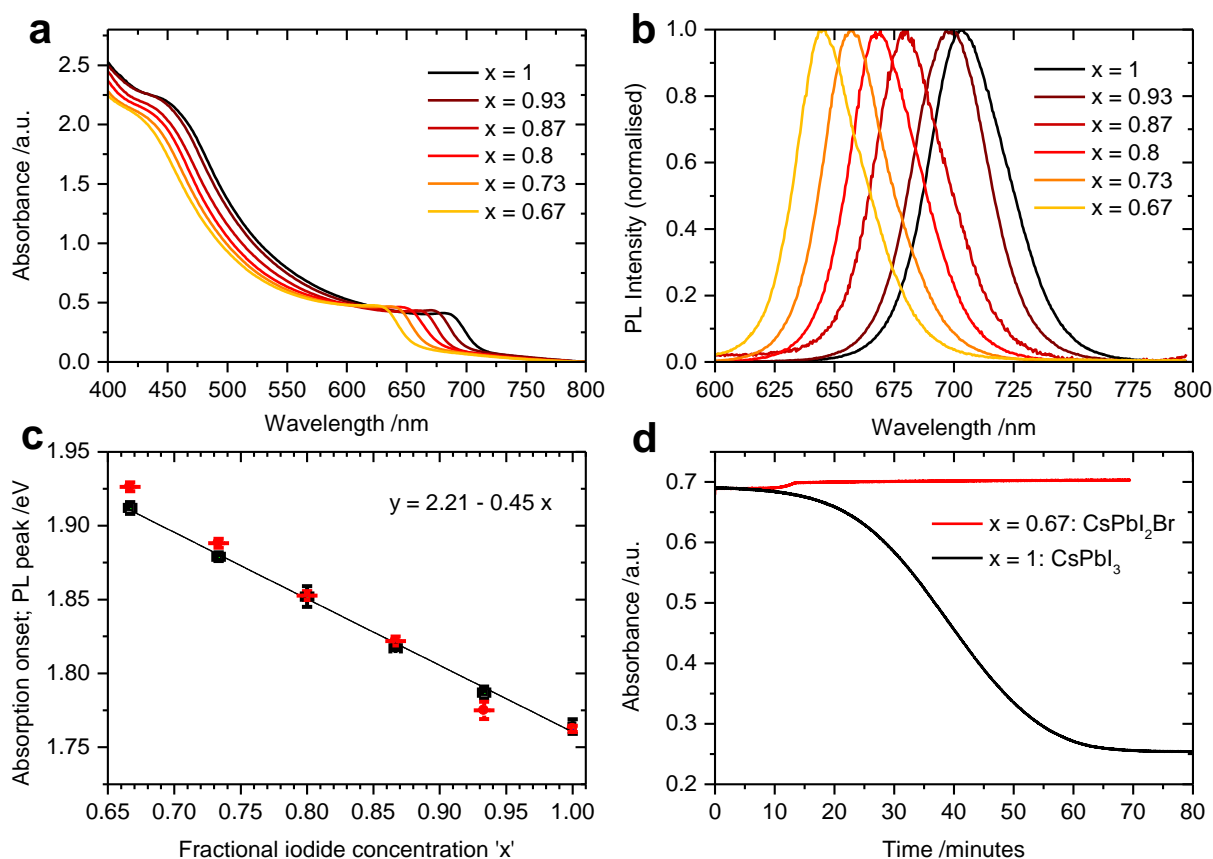 a
Absorbance /a.u.
2.5
2.0
1.5
1.0
0.5
0.0
400 450 500 550 600 650 700 750 800
Wavelength /nm
x = 1
x = 0.93
x = 0.87
x = 0.8
x = 0.73
x = 0.67
b
PL Intensity (normalised)
1.0
0.8
0.6
0.4
0.2
0.0
600 625 650 675 700 725 750 775 800
Wavelength /nm
x = 1
x = 0.93
x = 0.87
x = 0.8
x = 0.73
x = 0.67
c
Absorption onset; PL peak /eV
1.95
1.90
1.85
1.80
1.75
0.65 0.70 0.75 0.80 0.85 0.90 0.95 1.00
Fractional iodide concentration 'x'
y = 2.21 - 0.45 x
d
Absorbance /a.u.
0.7
0.6
0.5
0.4
0.3
0.2
0 10 20 30 40 50 60 70 80
Time /minutes
x = 0.67: CsPbI₂Br
x = 1: CsPbI₃